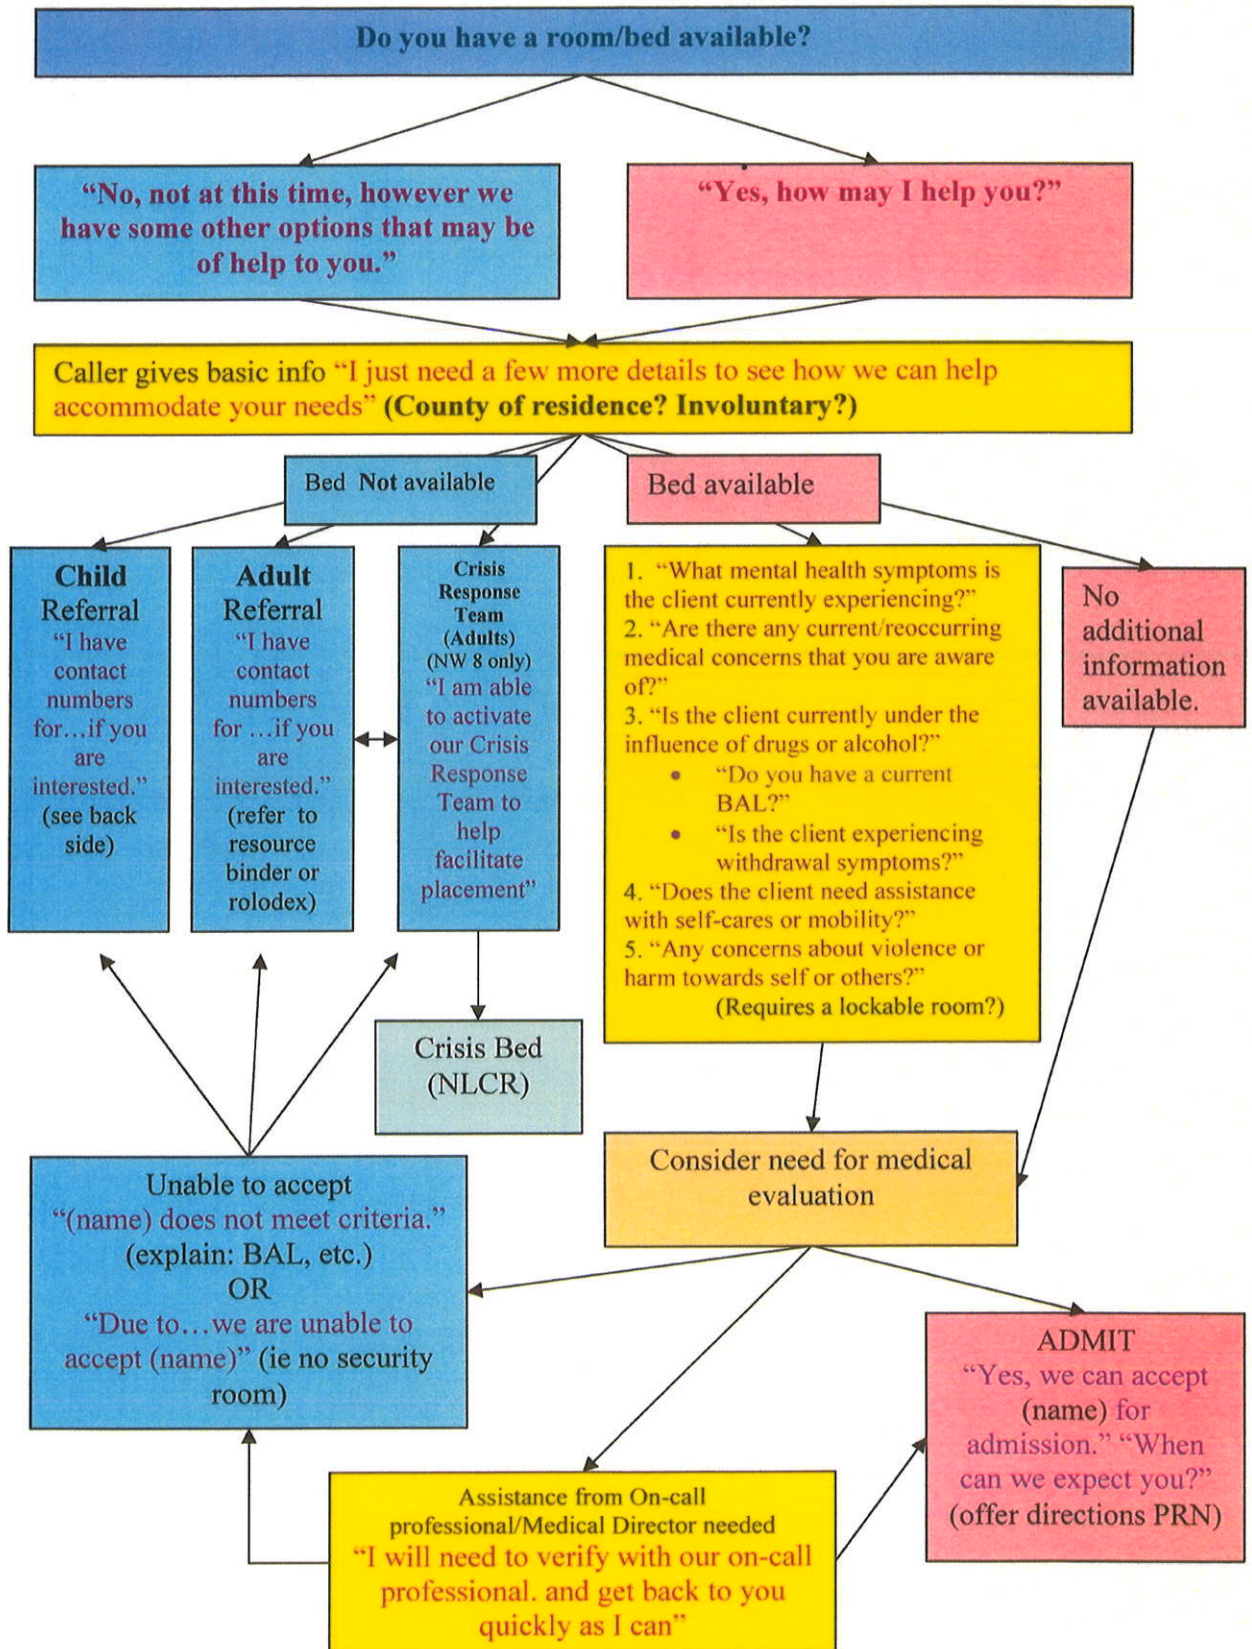 Do you have a room/bed available?
“No, not at this time, however we
have some other options that may be
of help to you.”
“Yes, how may I help you?”
Caller gives basic info “I just need a few more details to see how we can help
accommodate your needs” (County of residence? Involuntary?)
Bed Not available
Bed available
Child
Referral
“I have
contact
numbers
for…if you
are
interested.”
(see back
side)
Adult
Referral
“I have
contact
numbers
for …if you
are
interested.”
(refer to
resource
binder or
rolodex)
Crisis
Response
Team
(Adults)
(NW 8 only)
“I am able
to activate
our Crisis
Response
Team to
help
facilitate
placement”
1. “What mental health symptoms is
the client currently experiencing?”
2. “Are there any current/reoccurring
medical concerns that you are aware
of?”
3. “Is the client currently under the
influence of drugs or alcohol?”
• “Do you have a current
BAL?”
• “Is the client experiencing
withdrawal symptoms?”
4. “Does the client need assistance
with self-cares or mobility?”
5. “Any concerns about violence or
harm towards self or others?”
(Requires a lockable room?)
No
additional
information
available.
Crisis Bed
(NLCR)
Consider need for medical
evaluation
Unable to accept
“(name) does not meet criteria.”
(explain: BAL, etc.)
OR
“Due to…we are unable to
accept (name)” (ie no security
room)
ADMIT
“Yes, we can accept
(name) for
admission.” “When
can we expect you?”
(offer directions PRN)
Assistance from On-call
professional/Medical Director needed
“I will need to verify with our on-call
professional. and get back to you
quickly as I can”